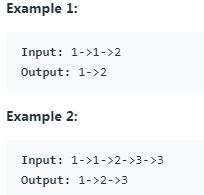 Example 1:
Input: 1->1->2
Output: 1->2
Example 2:
Input: 1->1->2->3->3
Output: 1->2->3